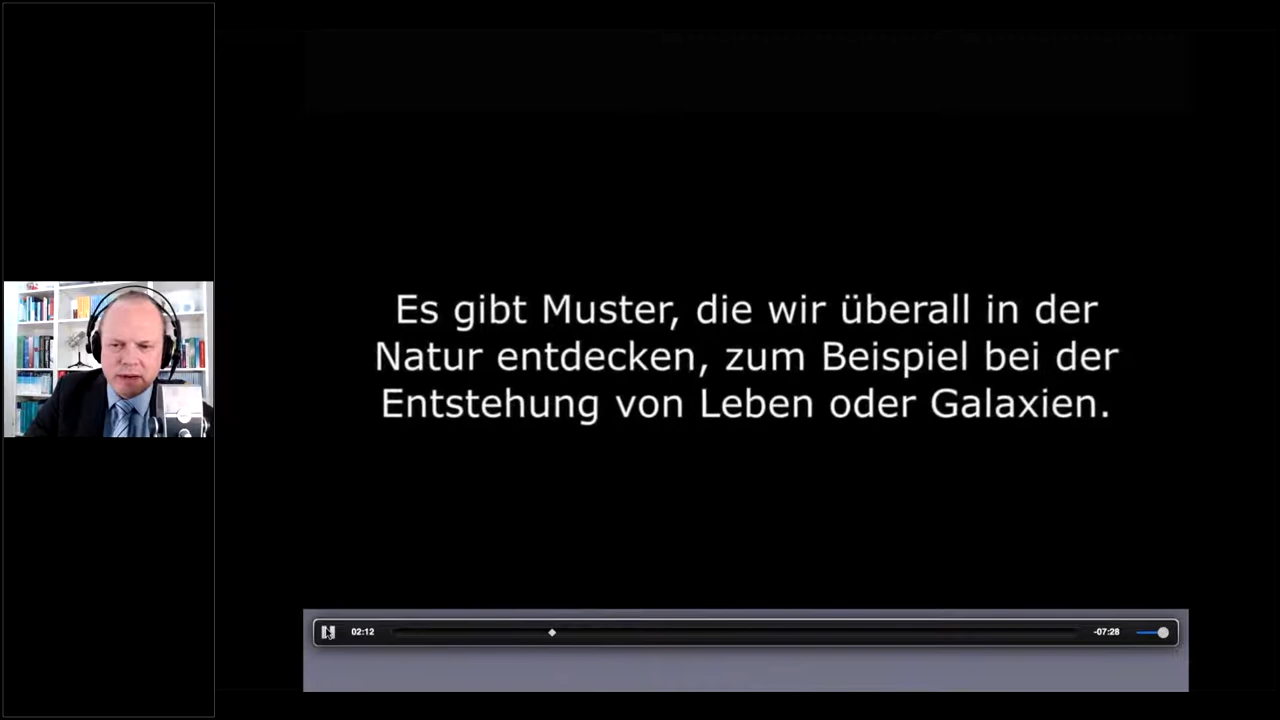 Es gibt Muster, die wir überall in der
Natur entdecken, zum Beispiel bei der
Entstehung von Leben oder Galaxien.
02:12
-07:28